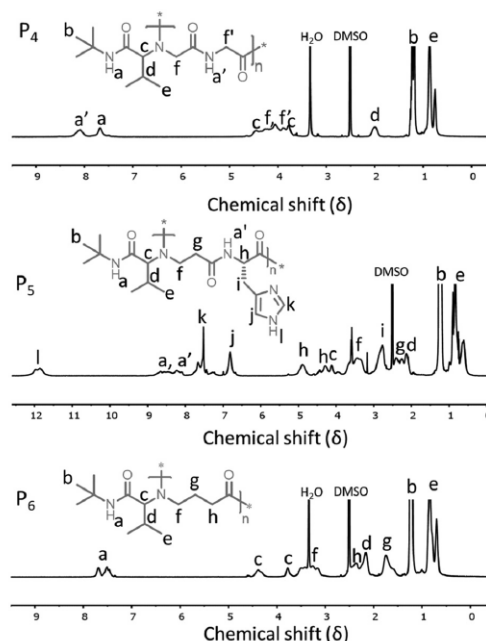 P4
b
O
*
f'
H
N
N
c
N
H
a
d
f
O
H
a'
O
n
*
e
H2O
DMSO
b
e
a' a
c f f' c
d
9 8 7 6 5 4 3 2 1 0
Chemical shift (δ)
P5
b
O
*
g
a'
H
N
O
N
c
N
H
a
d
f
O
h
n*
e
i
N
k
j
N
H
l
DMSO
b
e
l
a, a'
k
j
h
h c
f
i
g d
12 11 10 9 8 7 6 5 4 3 2 1 0
Chemical shift (δ)
P6
b
O
*
g
O
N
c
N
H
a
d
f
h
n
*
e
H2O
DMSO
b
e
a
c
c
f
h
d
g
9 8 7 6 5 4 3 2 1 0
Chemical shift (δ)